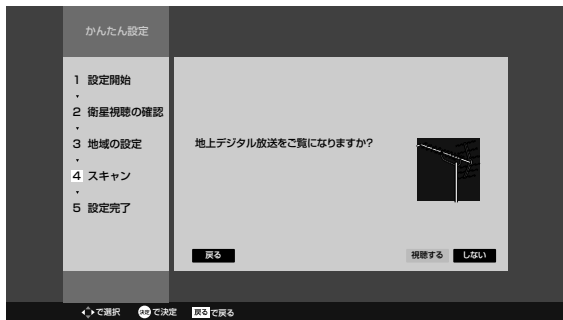 かんたん設定
1 設定開始
2 衛星視聴の確認
3 地域の設定
4 スキャン
5 設定完了
地上デジタル放送をご覧になりますか?
戻る 視聴する しない
で選択 決定 で決定 戻る で戻る